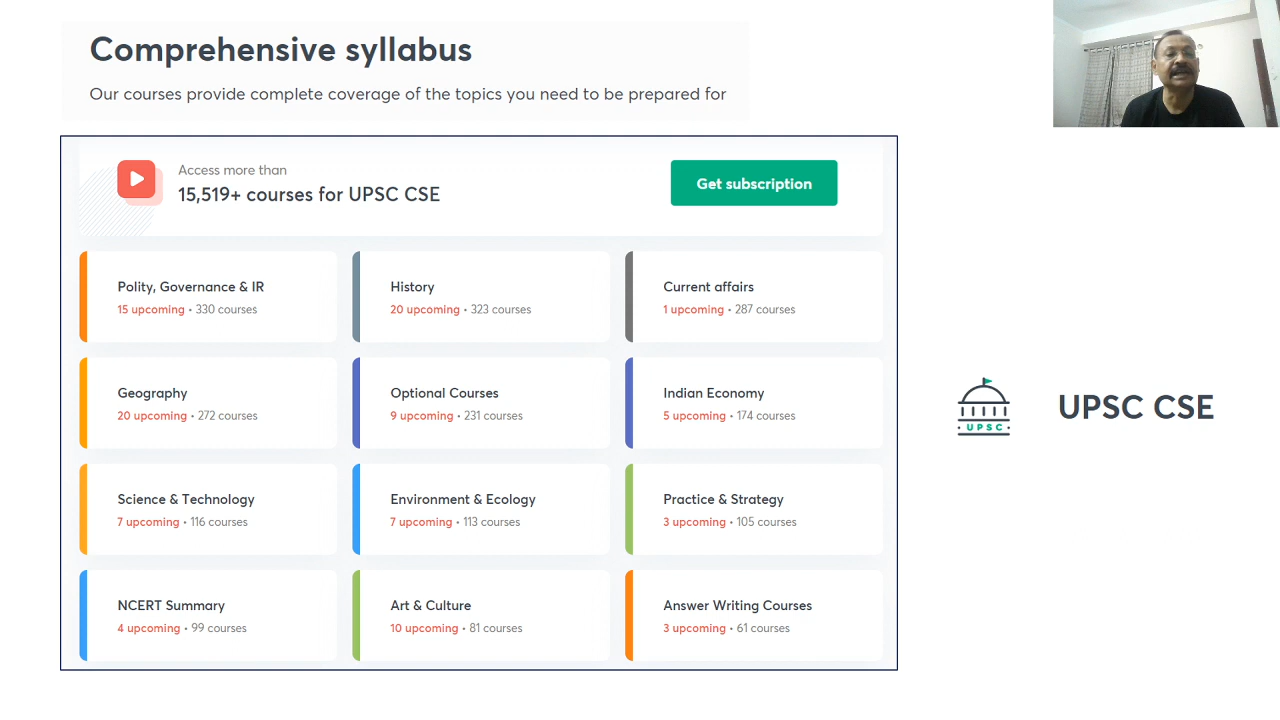 Comprehensive syllabus
Our courses provide complete coverage of the topics you need to be prepared for
Access more than
15,519+ courses for UPSC CSE
Get subscription
Polity, Governance & IR
15 upcoming • 330 courses
History
20 upcoming • 323 courses
Current affairs
1 upcoming • 287 courses
Geography
20 upcoming • 272 courses
Optional Courses
9 upcoming • 231 courses
Indian Economy
5 upcoming • 174 courses
Science & Technology
7 upcoming • 116 courses
Environment & Ecology
7 upcoming • 113 courses
Practice & Strategy
3 upcoming • 105 courses
NCERT Summary
4 upcoming • 99 courses
Art & Culture
10 upcoming • 81 courses
Answer Writing Courses
3 upcoming • 61 courses
UPSC
UPSC CSE